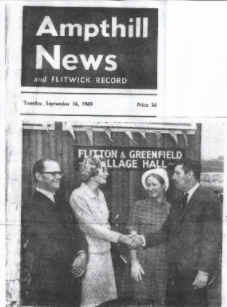 Ampthill
News
and FLITWICK RECORD
Tuesday, September 16, 1969
Price 3d
FLITTON & GREENFIELD
VILLAGE HALL